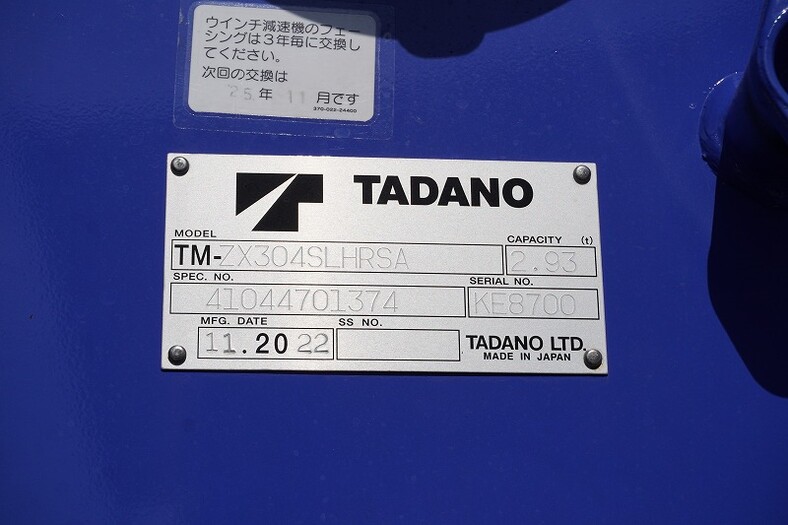 ウインチ減速機のフェー
シングは３年毎に交換し
てください。
次回の交換は
25年 11月です
370-022-24400
TADANO
MODEL
CAPACITY (t)
TM-ZX304SLHRSA
2.93
SPEC. NO.
SERIAL NO.
41044701374
KE8700
MFG. DATE
SS NO.
11.2022
TADANO LTD.
MADE IN JAPAN